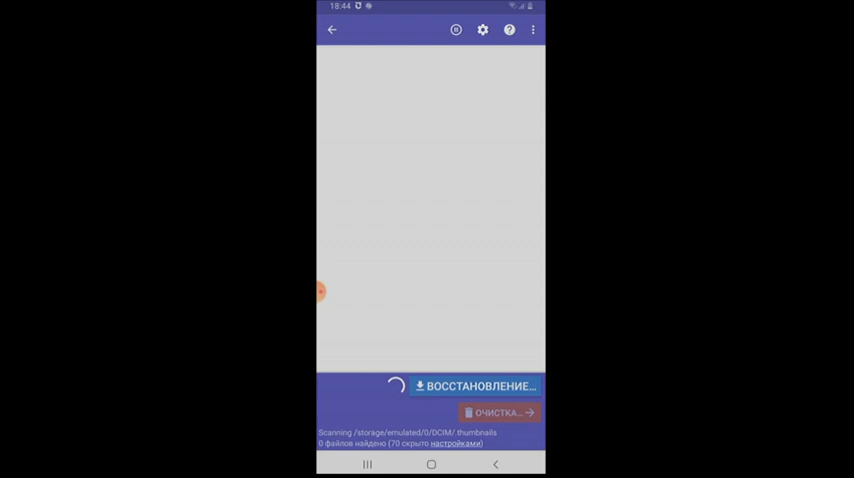 18:44
ВОССТАНОВЛЕНИЕ...
ОЧИСТКА...
Scanning /storage/emulated/0/DCIM/.thumbnails
0 файлов найдено (70 скрыто настройками)